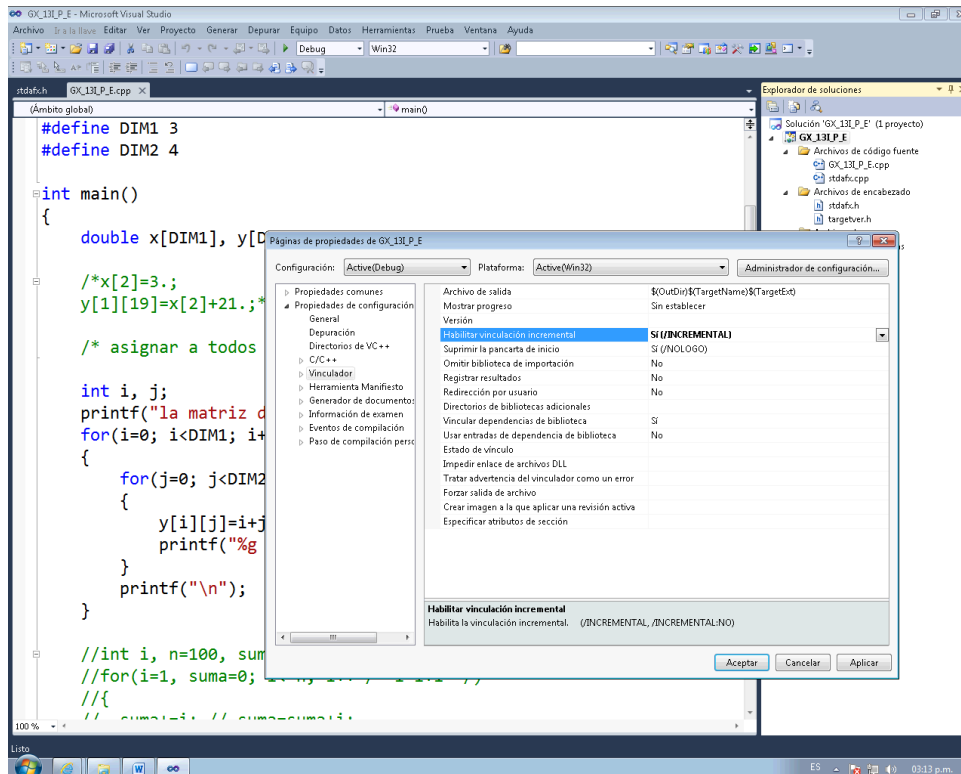 GX_13I_P_E - Microsoft Visual Studio
Archivo Ir a la llave Editar Ver Proyecto Generar Depurar Equipo Datos Herramientas Prueba Ventana Ayuda
Debug Win32
stdafx.h GX_13I_P_E.cpp
(Ámbito global) main()
#define DIM1 3
#define DIM2 4
int main()
{
double x[DIM1], y[D
/*x[2]=3.;
y[1][19]=x[2]+21.;*
/* asignar a todos
int i, j;
printf("la matriz d
for(i=0; i<DIM1; i+
{
for(j=0; j<DIM2
{
y[i][j]=i+j
printf("%g
}
printf("\n");
}
//int i, n=100, sum
//for(i=1, suma=0;
//{
100 %
Explorador de soluciones
Solución 'GX_13I_P_E' (1 proyecto)
GX_13I_P_E
Archivos de código fuente
GX_13I_P_E.cpp
stdafx.cpp
Archivos de encabezado
stdafx.h
targetver.h
Páginas de propiedades de GX_13I_P_E
Configuración: Active(Debug) Plataforma: Active(Win32) Administrador de configuración...
Propiedades comunes
Propiedades de configuración
General
Depuración
Directorios de VC++
C/C++
Vinculador
Herramienta Manifiesto
Generador de documentos
Información de examen
Eventos de compilación
Paso de compilación perso
Archivo de salida $(OutDir)$(TargetName)$(TargetExt)
Mostrar progreso Sin establecer
Versión
Habilitar vinculación incremental Sí (/INCREMENTAL)
Suprimir la pancarta de inicio Sí (/NOLOGO)
Omitir biblioteca de importación No
Registrar resultados No
Redirección por usuario No
Directorios de bibliotecas adicionales
Vincular dependencias de biblioteca Sí
Usar entradas de dependencia de biblioteca No
Estado de vínculo
Impedir enlace de archivos DLL
Tratar advertencia del vinculador como un error
Forzar salida de archivo
Crear imagen a la que aplicar una revisión activa
Especificar atributos de sección
Habilitar vinculación incremental
Habilita la vinculación incremental. (/INCREMENTAL, /INCREMENTAL:NO)
Aceptar Cancelar Aplicar
Listo
ES 03:13 p.m.